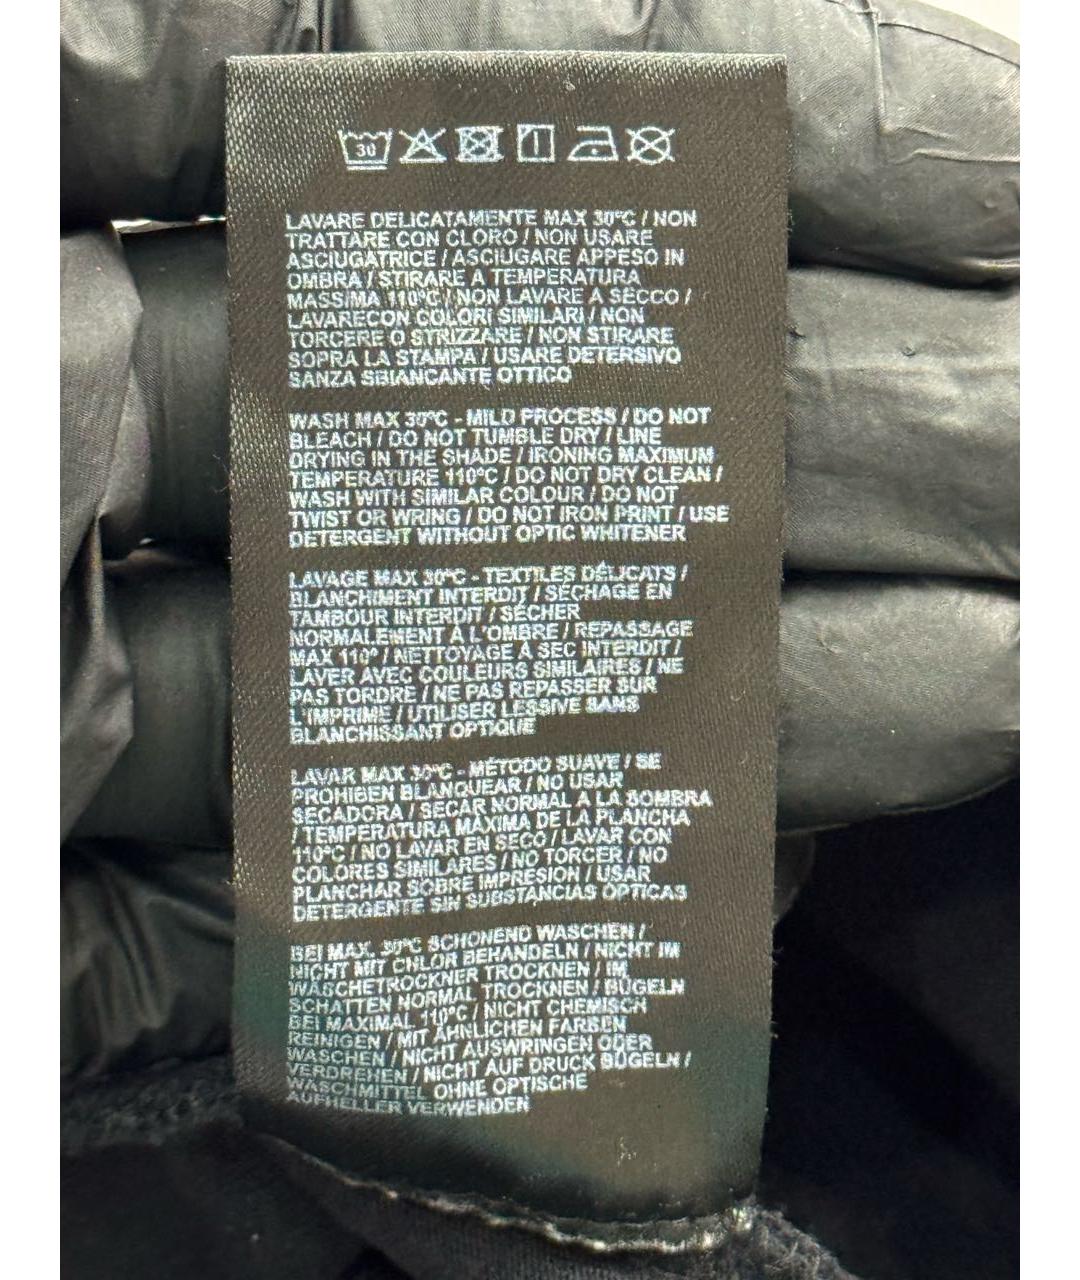 30
LAVARE DELICATAMENTE MAX 30°C / NON
TRATTARE CON CLORO / NON USARE
ASCIUGATRICE / ASCIUGARE APPESO IN
OMBRA / STIRARE A TEMPERATURA
MASSIMA 110°C / NON LAVARE A SECCO /
LAVARECON COLORI SIMILARI / NON
TORCERE O STRIZZARE / NON STIRARE
SOPRA LA STAMPA / USARE DETERSIVO
SANZA SBIANCANTE OTTICO
WASH MAX 30°C - MILD PROCESS / DO NOT
BLEACH / DO NOT TUMBLE DRY / LINE
DRYING IN THE SHADE / IRONING MAXIMUM
TEMPERATURE 110°C / DO NOT DRY CLEAN /
WASH WITH SIMILAR COLOUR / DO NOT
TWIST OR WRING / DO NOT IRON PRINT / USE
DETERGENT WITHOUT OPTIC WHITENER
LAVAGE MAX 30°C - TEXTILES DÉLICATS /
BLANCHIMENT INTERDIT / SÉCHAGE EN
TAMBOUR INTERDIT / SÉCHER
NORMALEMENT À L'OMBRE / REPASSAGE
MAX 110° / NETTOYAGE À SEC INTERDIT /
LAVER AVEC COULEURS SIMILAIRES / NE
PAS TORDRE / NE PAS REPASSER SUR
L'IMPRIME / UTILISER LESSIVE SANS
BLANCHISSANT OPTIQUE
LAVAR MAX 30°C - MÉTODO SUAVE / SE
PROHIBEN BLANQUEAR / NO USAR
SECADORA / SECAR NORMAL A LA SOMBRA
/ TEMPERATURA MÁXIMA DE LA PLANCHA
110°C / NO LAVAR EN SECO / LAVAR CON
COLORES SIMILARES / NO TORCER / NO
PLANCHAR SOBRE IMPRESION / USAR
DETERGENTE SIN SUBSTANCIAS ÓPTICAS
BEI MAX. 30°C SCHONEND WASCHEN /
NICHT MIT CHLOR BEHANDELN / NICHT IM
WÄSCHETROCKNER TROCKNEN / IM
SCHATTEN NORMAL TROCKNEN / BÜGELN
BEI MAXIMAL 110°C / NICHT CHEMISCH
REINIGEN / MIT ÄHNLICHEN FARBEN
WASCHEN / NICHT AUSWRINGEN ODER
VERDREHEN / NICHT AUF DRUCK BÜGELN /
WASCHMITTEL OHNE OPTISCHE
AUFHELLER VERWENDEN